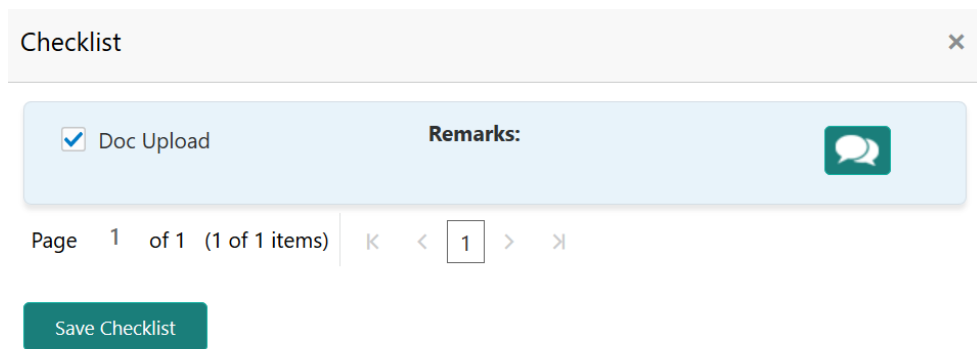 Checklist
Doc Upload Remarks:
Page 1 of 1 (1 of 1 items) 1
Save Checklist